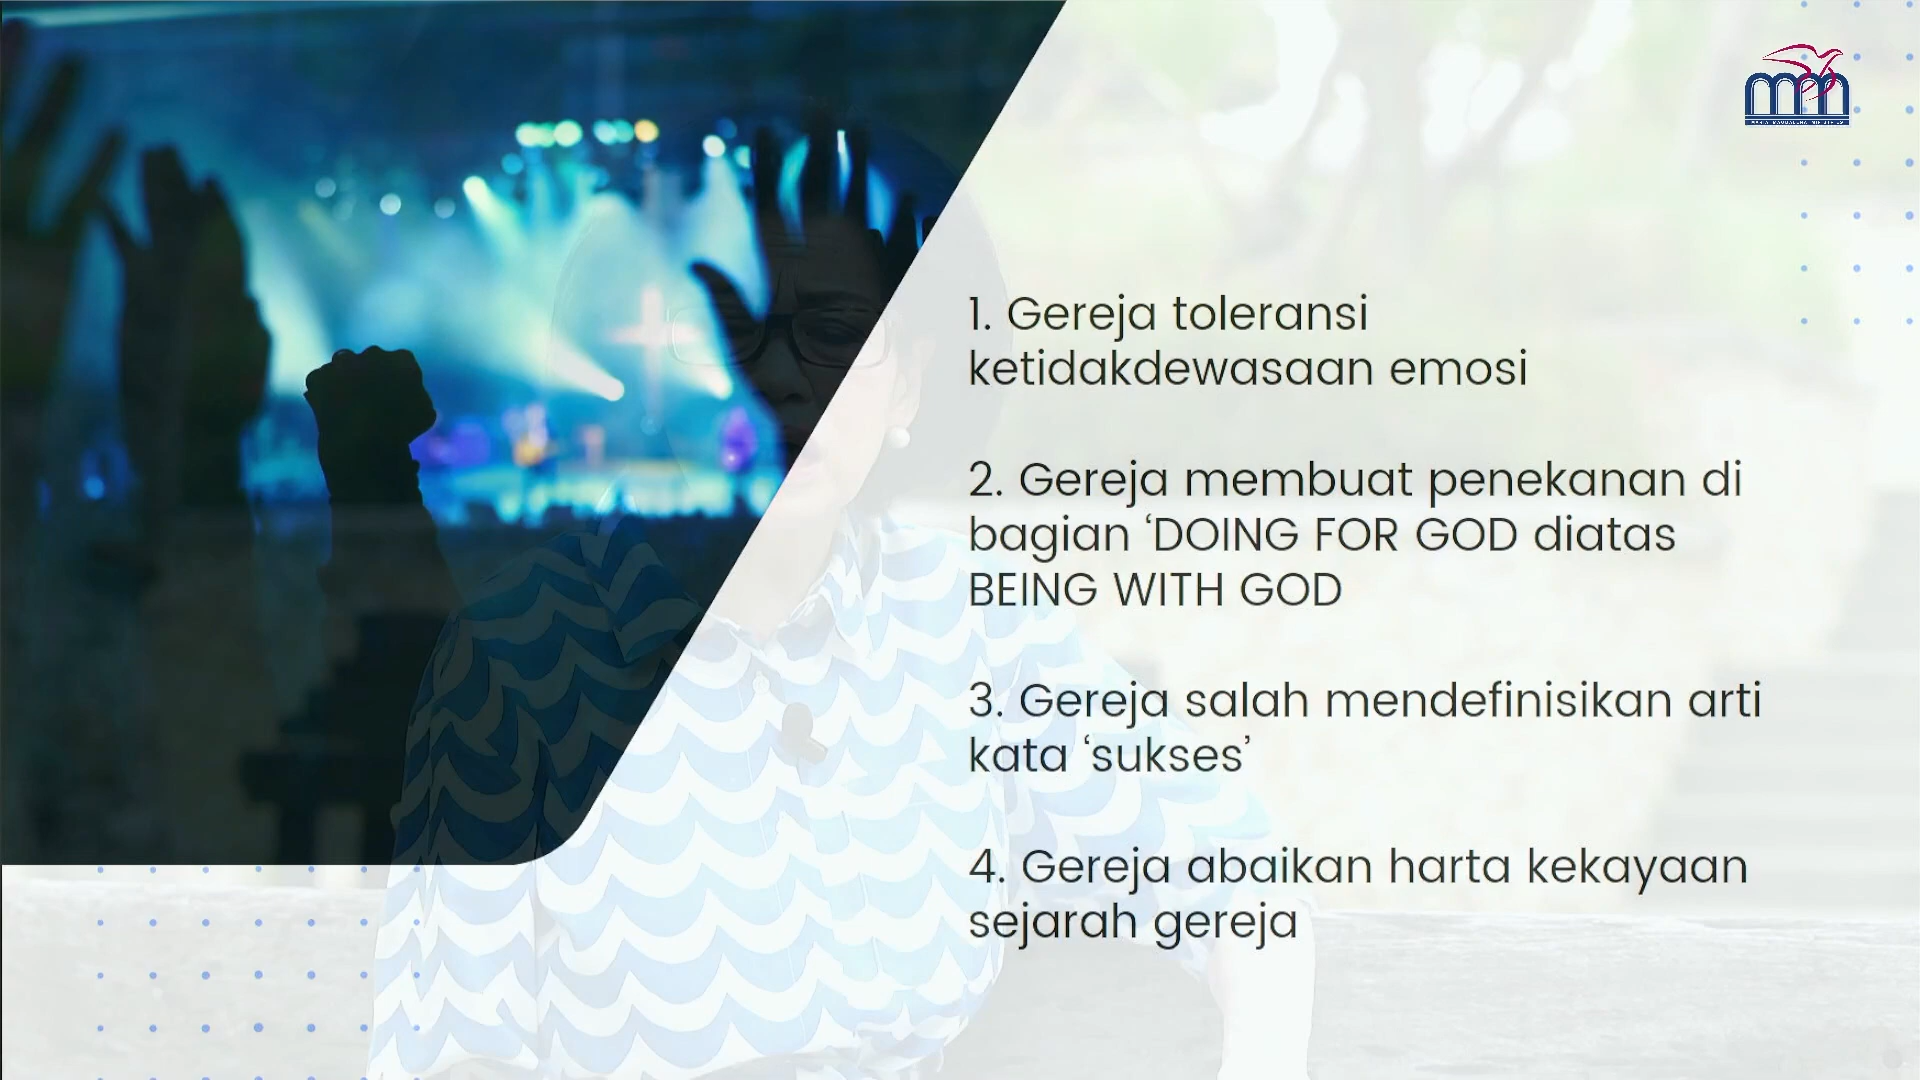 1. Gereja toleransi
ketidakdewasaan emosi
2. Gereja membuat penekanan di
bagian ‘DOING FOR GOD diatas
BEING WITH GOD
3. Gereja salah mendefinisikan arti
kata ‘sukses’
4. Gereja abaikan harta kekayaan
sejarah gereja